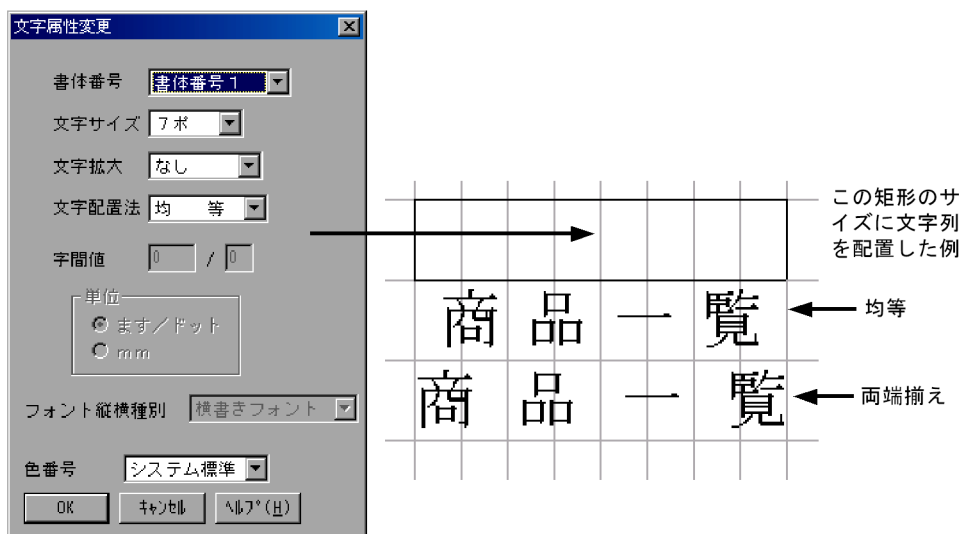 文字属性変更
書体番号 書体番号1
文字サイズ 7ポ
文字拡大 なし
文字配置法 均 等
字間値 0 / 0
単位
ます／ドット
mm
フォント縦横種別 横書きフォント
色番号 システム標準
OK ｷｬﾝｾﾙ ﾍﾙﾌﾟ(H)
この矩形のサ
イズに文字列
を配置した例
商品一覧
均等
商品一覧
両端揃え